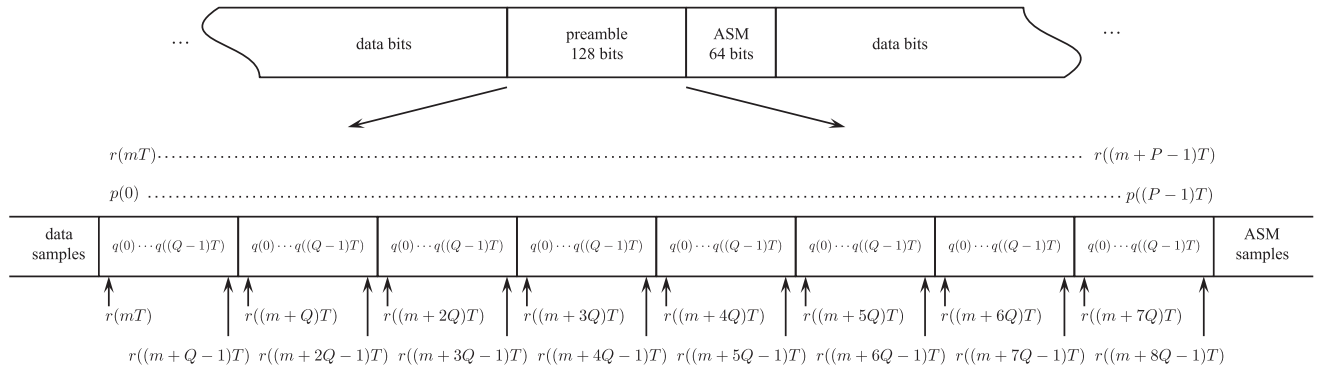 ··· data bits preamble 128 bits ASM 64 bits data bits ···
r(mT) r((m + P − 1)T)
p(0) p((P − 1)T)
data samples q(0) ··· q((Q − 1)T) q(0) ··· q((Q − 1)T) q(0) ··· q((Q − 1)T) q(0) ··· q((Q − 1)T) q(0) ··· q((Q − 1)T) q(0) ··· q((Q − 1)T) q(0) ··· q((Q − 1)T) q(0) ··· q((Q − 1)T) ASM samples
r(mT) r((m + Q)T) r((m + 2Q)T) r((m + 3Q)T) r((m + 4Q)T) r((m + 5Q)T) r((m + 6Q)T) r((m + 7Q)T)
r((m + Q − 1)T) r((m + 2Q − 1)T) r((m + 3Q − 1)T) r((m + 4Q − 1)T) r((m + 5Q − 1)T) r((m + 6Q − 1)T) r((m + 7Q − 1)T) r((m + 8Q − 1)T)